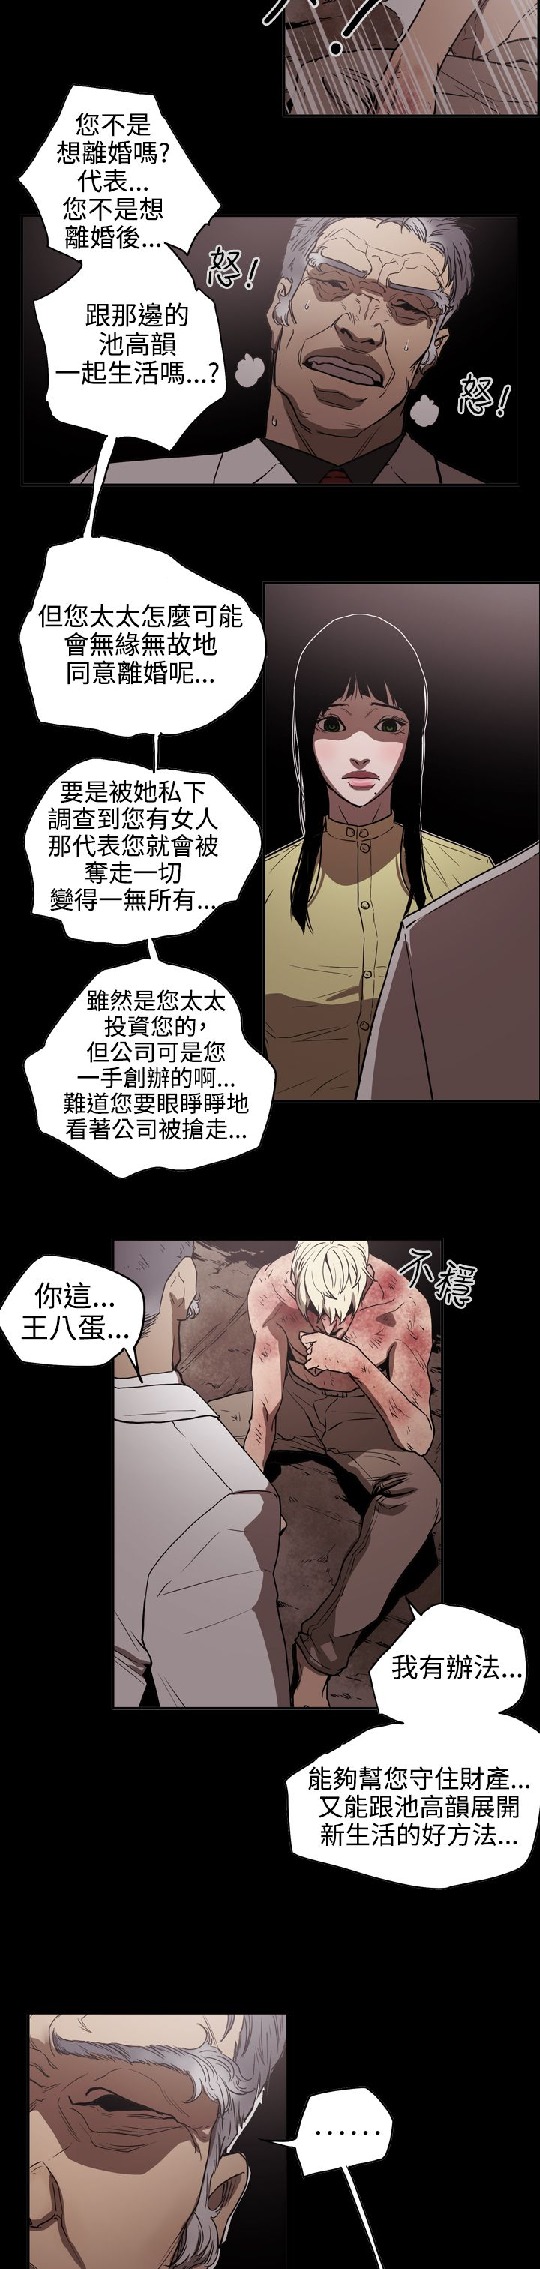 您不是
想離婚嗎?
代表...
您不是想
離婚後...
跟那邊的
池高韻
一起生活嗎...?
怒!
怒!
但您太太怎麼可能
會無緣無故地
同意離婚呢...
要是被她私下
調查到您有女人
那代表您就會被
奪走一切
變得一無所有...
雖然是您太太
投資您的,
但公司可是您
一手創辦的啊...
難道您要眼睜睜地
看著公司被搶走...
你這...
王八蛋...
不穩
我有辦法...
能夠幫您守住財產...
又能跟池高韻展開
新生活的好方法...
......